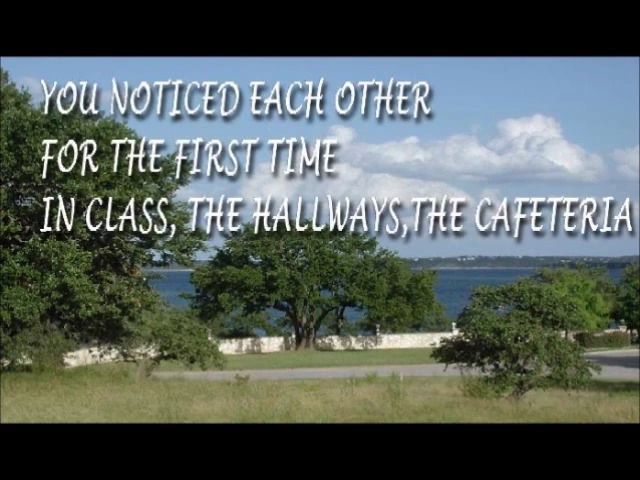 YOU NOTICED EACH OTHER
FOR THE FIRST TIME
IN CLASS, THE HALLWAYS,THE CAFETERIA